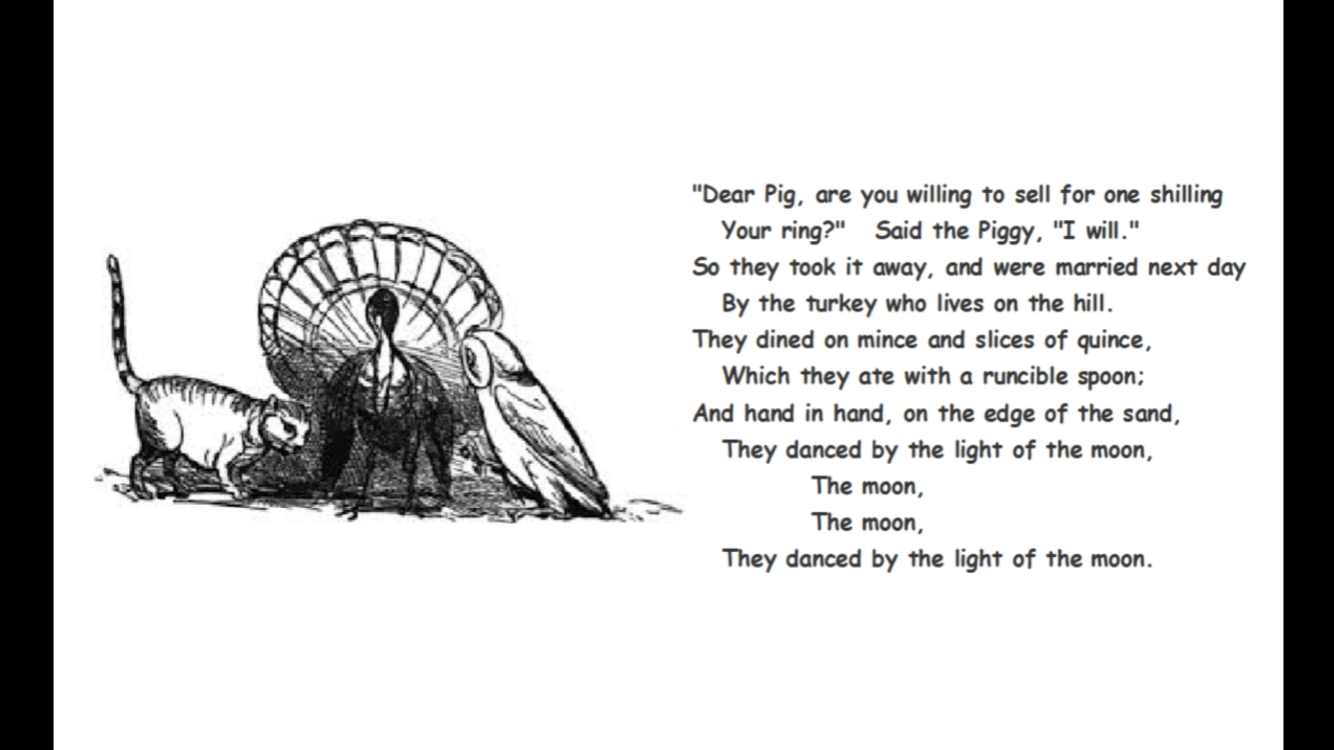 "Dear Pig, are you willing to sell for one shilling
Your ring?"   Said the Piggy, "I will."
So they took it away, and were married next day
By the turkey who lives on the hill.
They dined on mince and slices of quince,
Which they ate with a runcible spoon;
And hand in hand, on the edge of the sand,
They danced by the light of the moon,
The moon,
The moon,
They danced by the light of the moon.